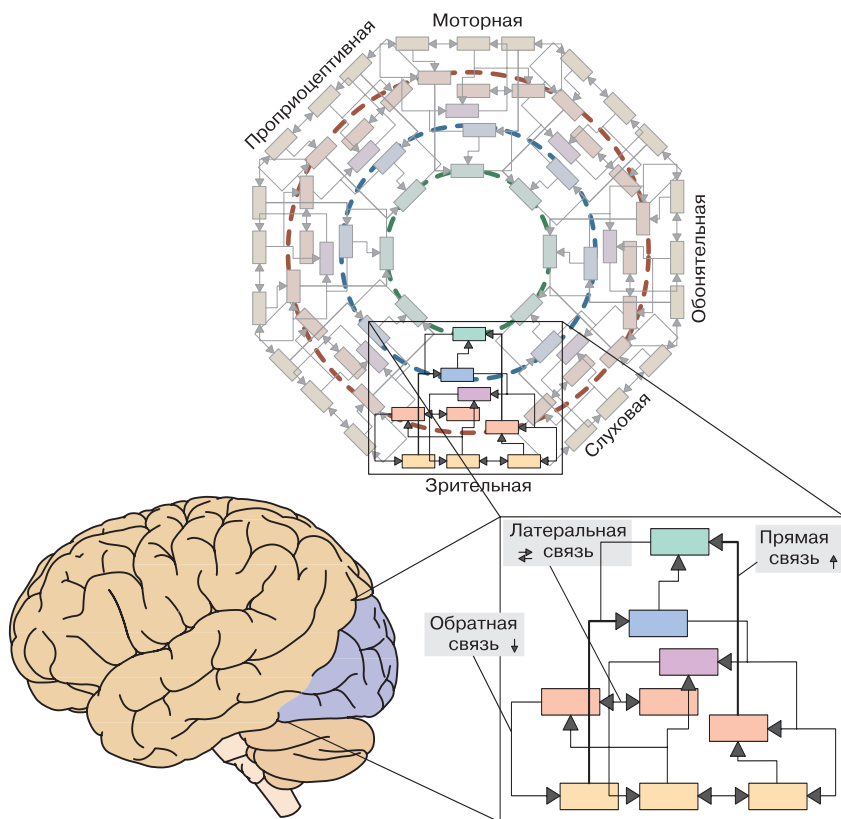 Моторная
Проприоцептивная
Обонятельная
Слуховая
Зрительная
Латеральная
связь
Прямая
связь
Обратная
связь